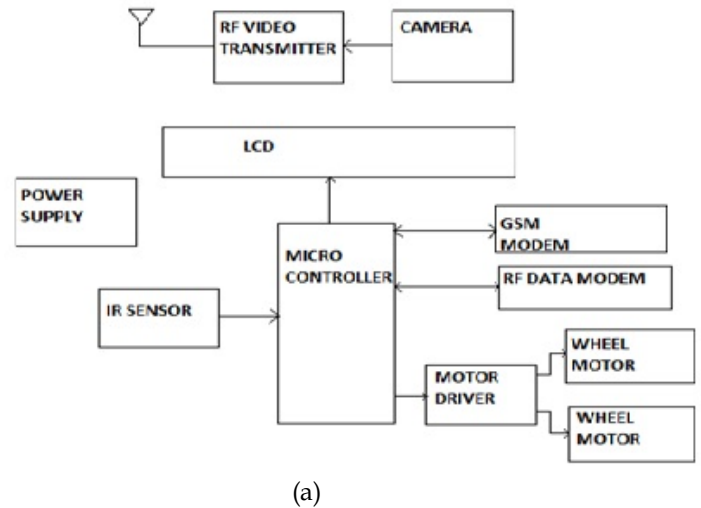 RF VIDEO
TRANSMITTER
CAMERA
LCD
POWER
SUPPLY
GSM
MODEM
MICRO
CONTROLLER
RF DATA MODEM
IR SENSOR
WHEEL
MOTOR
MOTOR
DRIVER
WHEEL
MOTOR
(a)